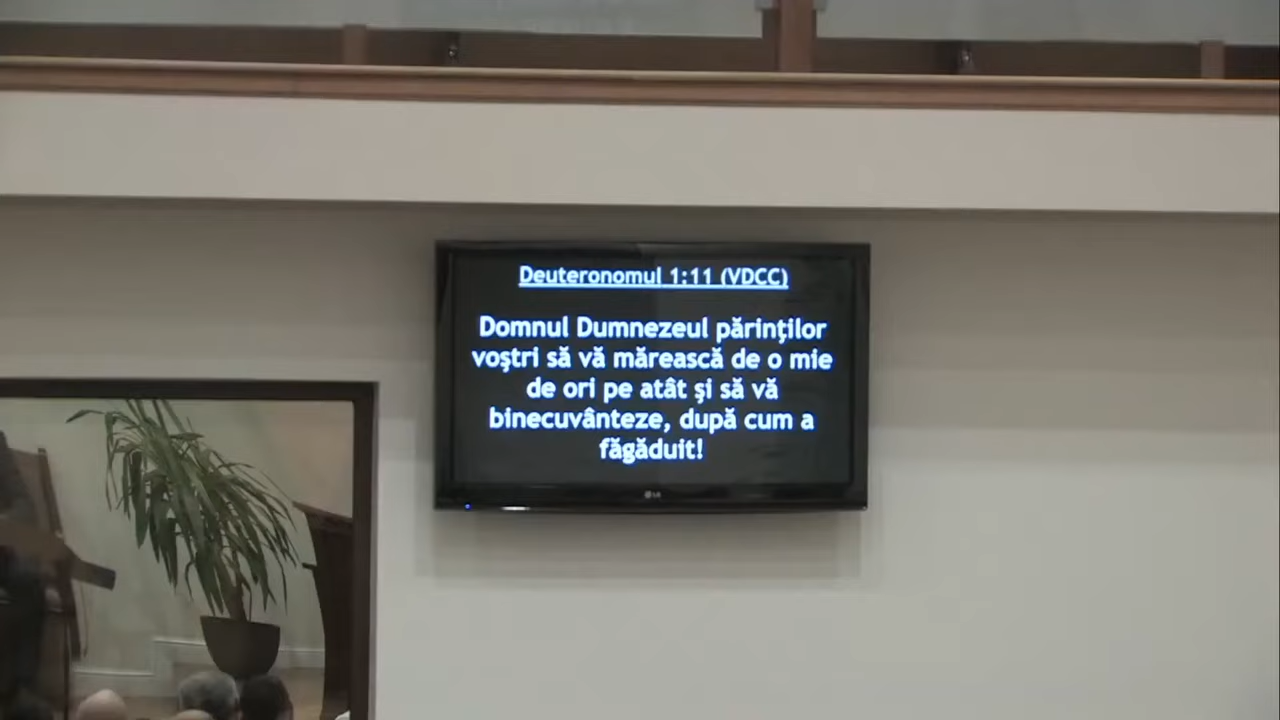 Deuteronomul 1:11 (VDCC)
Domnul Dumnezeul părinţilor
voştri să vă mărească de o mie
de ori pe atât şi să vă
binecuvânteze, după cum a
făgăduit!
LG